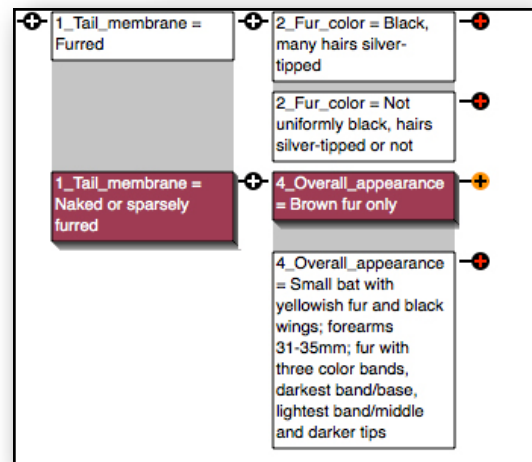 1_Tail_membrane =
Furred
2_Fur_color = Black,
many hairs silver-
tipped
2_Fur_color = Not
uniformly black, hairs
silver-tipped or not
1_Tail_membrane =
Naked or sparsely
furred
4_Overall_appearance
= Brown fur only
4_Overall_appearance
= Small bat with
yellowish fur and black
wings; forearms
31-35mm; fur with
three color bands,
darkest band/base,
lightest band/middle
and darker tips